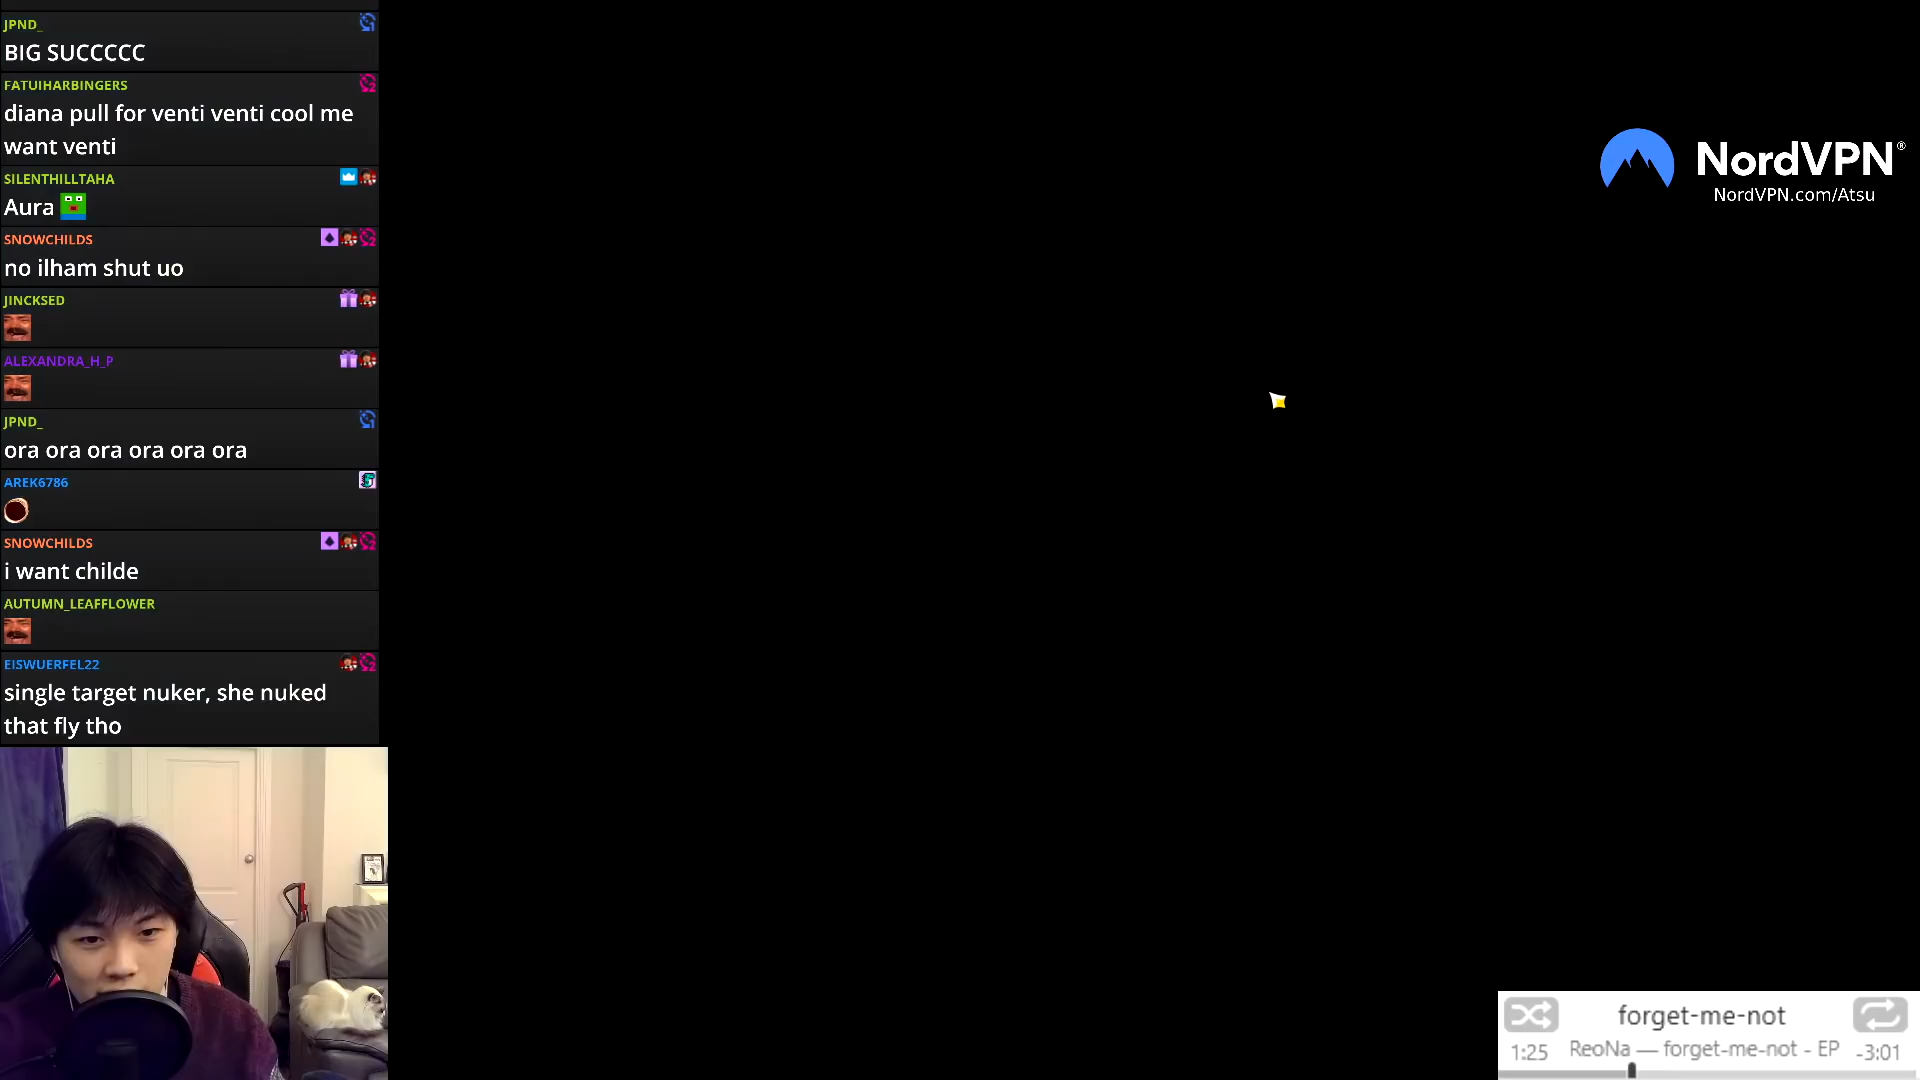 JPND_
BIG SUCCCCC
FATUIHARBINGERS
diana pull for venti venti cool me
want venti
SILENTHILLTAHA
Aura
SNOWCHILDS
no ilham shut uo
JINCKSED
ALEXANDRA_H_P
JPND_
ora ora ora ora ora ora
AREK6786
SNOWCHILDS
i want childe
AUTUMN_LEAFFLOWER
EISWUERFEL22
single target nuker, she nuked
that fly tho
NordVPN®
NordVPN.com/Atsu
forget-me-not
1:25 ReoNa — forget-me-not - EP -3:01